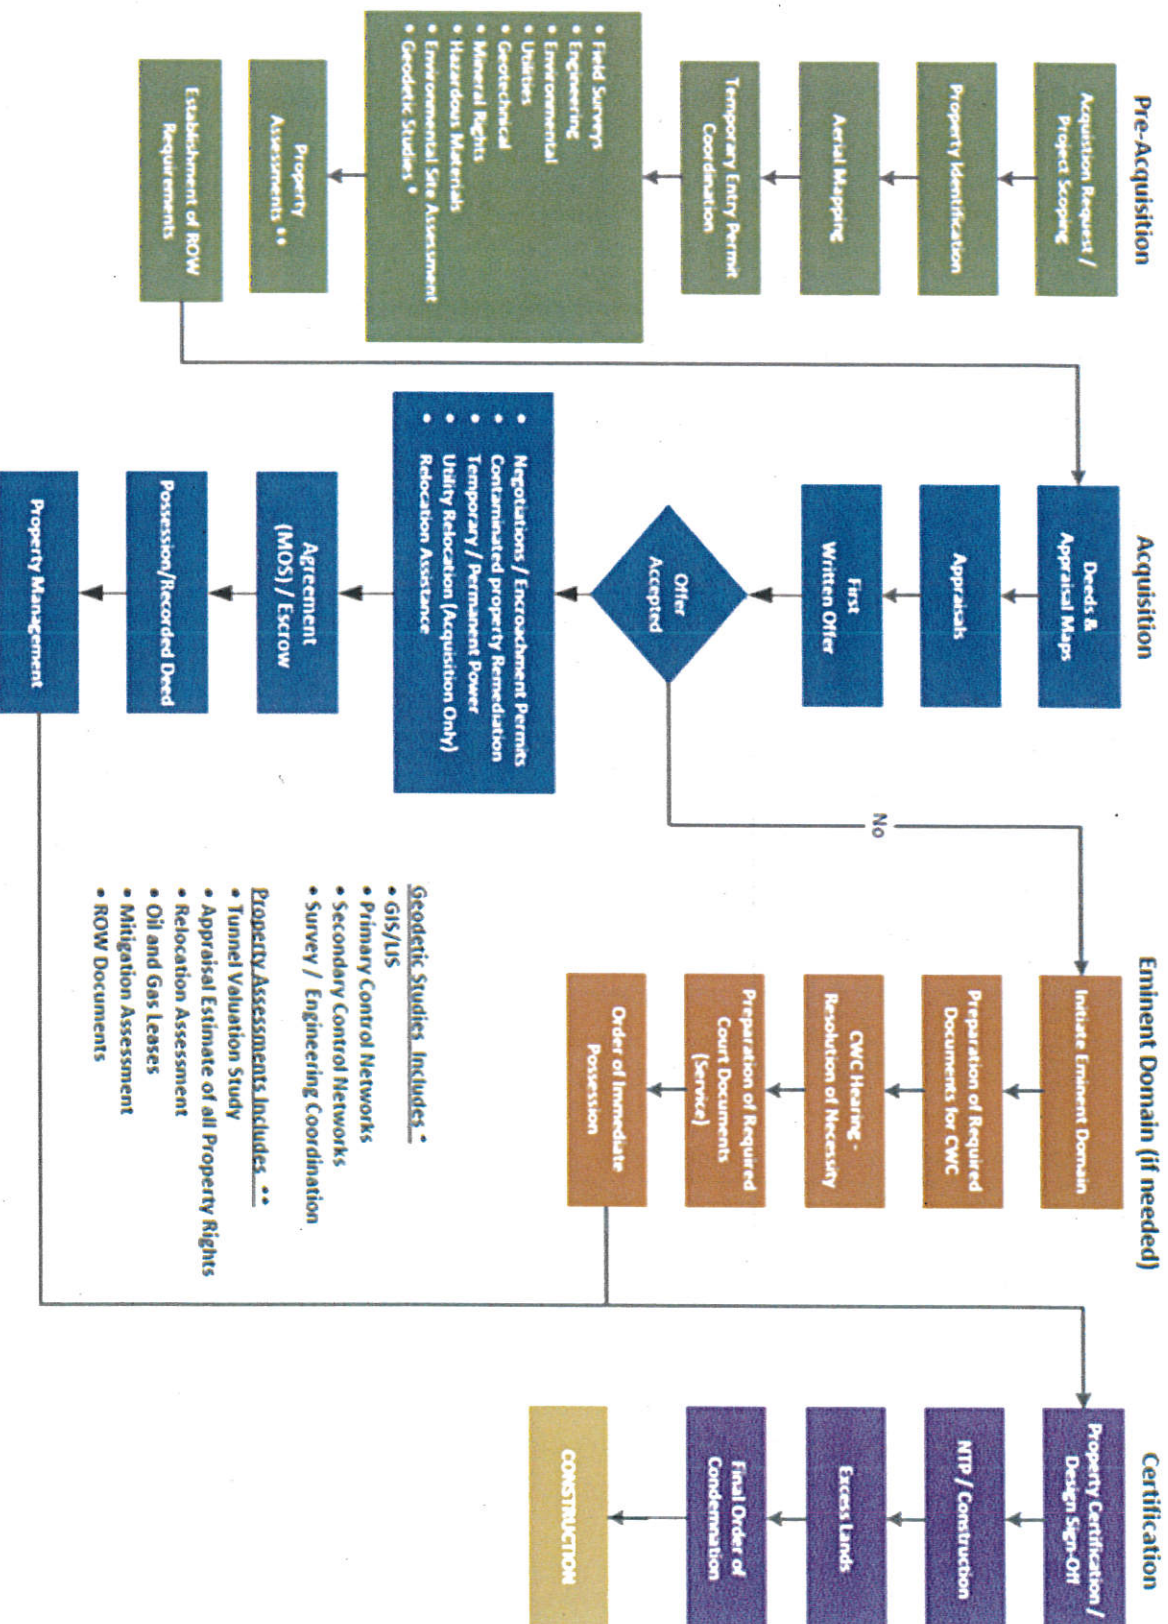 Pre-Acquisition
Acquistion Request /
Project Scoping
Property Identification
Aerial Mapping
Temporary Entry Permit
Coordination
• Field Surveys
• Engineering
• Environmental
• Utilities
• Geotechnical
• Mineral Rights
• Hazardous Materials
• Environmental Site Assessment
• Geodetic Studies *
Property
Assessments **
Establishment of ROW
Requirements
Acquisition
Deeds &
Appraisal Maps
Appraisals
First
Written Offer
Offer
Accepted
No
• Negotiations / Encroachment Permits
• Contaminated property Remediation
• Temporary / Permanent Power
• Utility Relocation (Acquisition Only)
• Relocation Assistance
Agreement
(MOS) / Escrow
Possession/Recorded Deed
Property Management
Eminent Domain (if needed)
Initiate Eminent Domain
Preparation of Required
Documents for CWC
CWC Hearing -
Resolution of Necessity
Preparation of Required
Court Documents
(Service)
Order of Immediate
Possession
Geodetic Studies Includes *
• GIS/LIS
• Primary Control Networks
• Secondary Control Networks
• Survey / Engineering Coordination
Property Assessments Includes **
• Tunnel Valuation Study
• Appraisal Estimate of all Property Rights
• Relocation Assessment
• Oil and Gas Leases
• Mitigation Assessment
• ROW Documents
Certification
Property Certification /
Design Sign-Off
NTP / Construction
Excess Lands
Final Order of
Condemnation
CONSTRUCTION